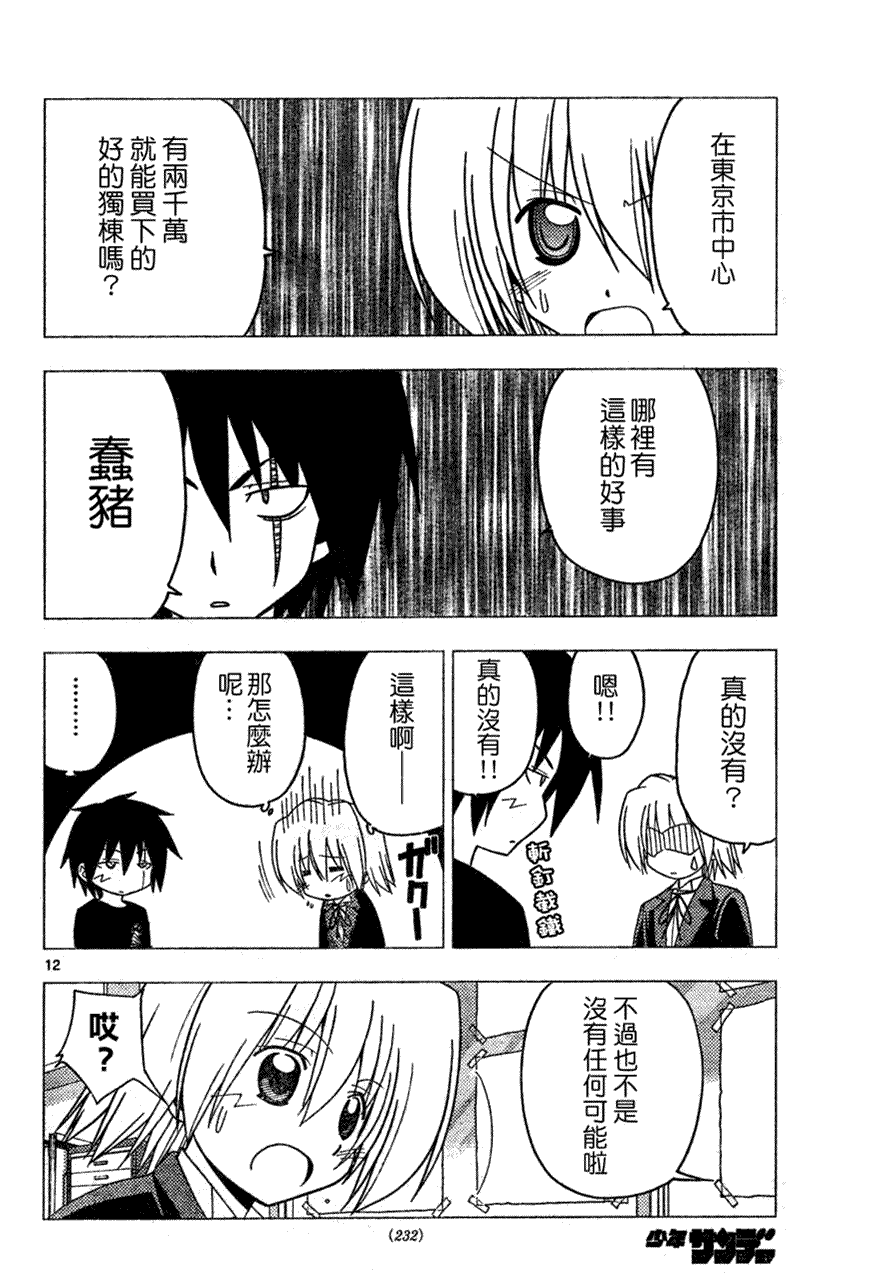 在東京市中心
有兩千萬
就能買下的
好的獨棟嗎？
哪裡有
這樣的好事
蠢豬
真的沒有？
嗯!!
真的沒有!!
斬釘截鐵
這樣啊——
那怎麼辦
呢…
………
ガクー
不過也不是
沒有任何可能啦
哎？
12
(232)
少年サンデー